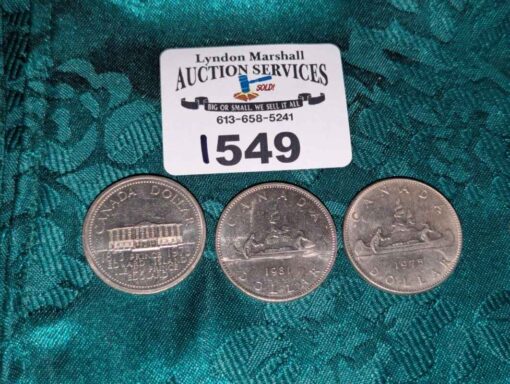 Lyndon Marshall
AUCTION SERVICES
SOLD!
BIG OR SMALL, WE SELL IT ALL
613-658-5241
1549
CANADA DOLLAR
CANADA
1981
DOLLAR
CANADA
DOLLAR